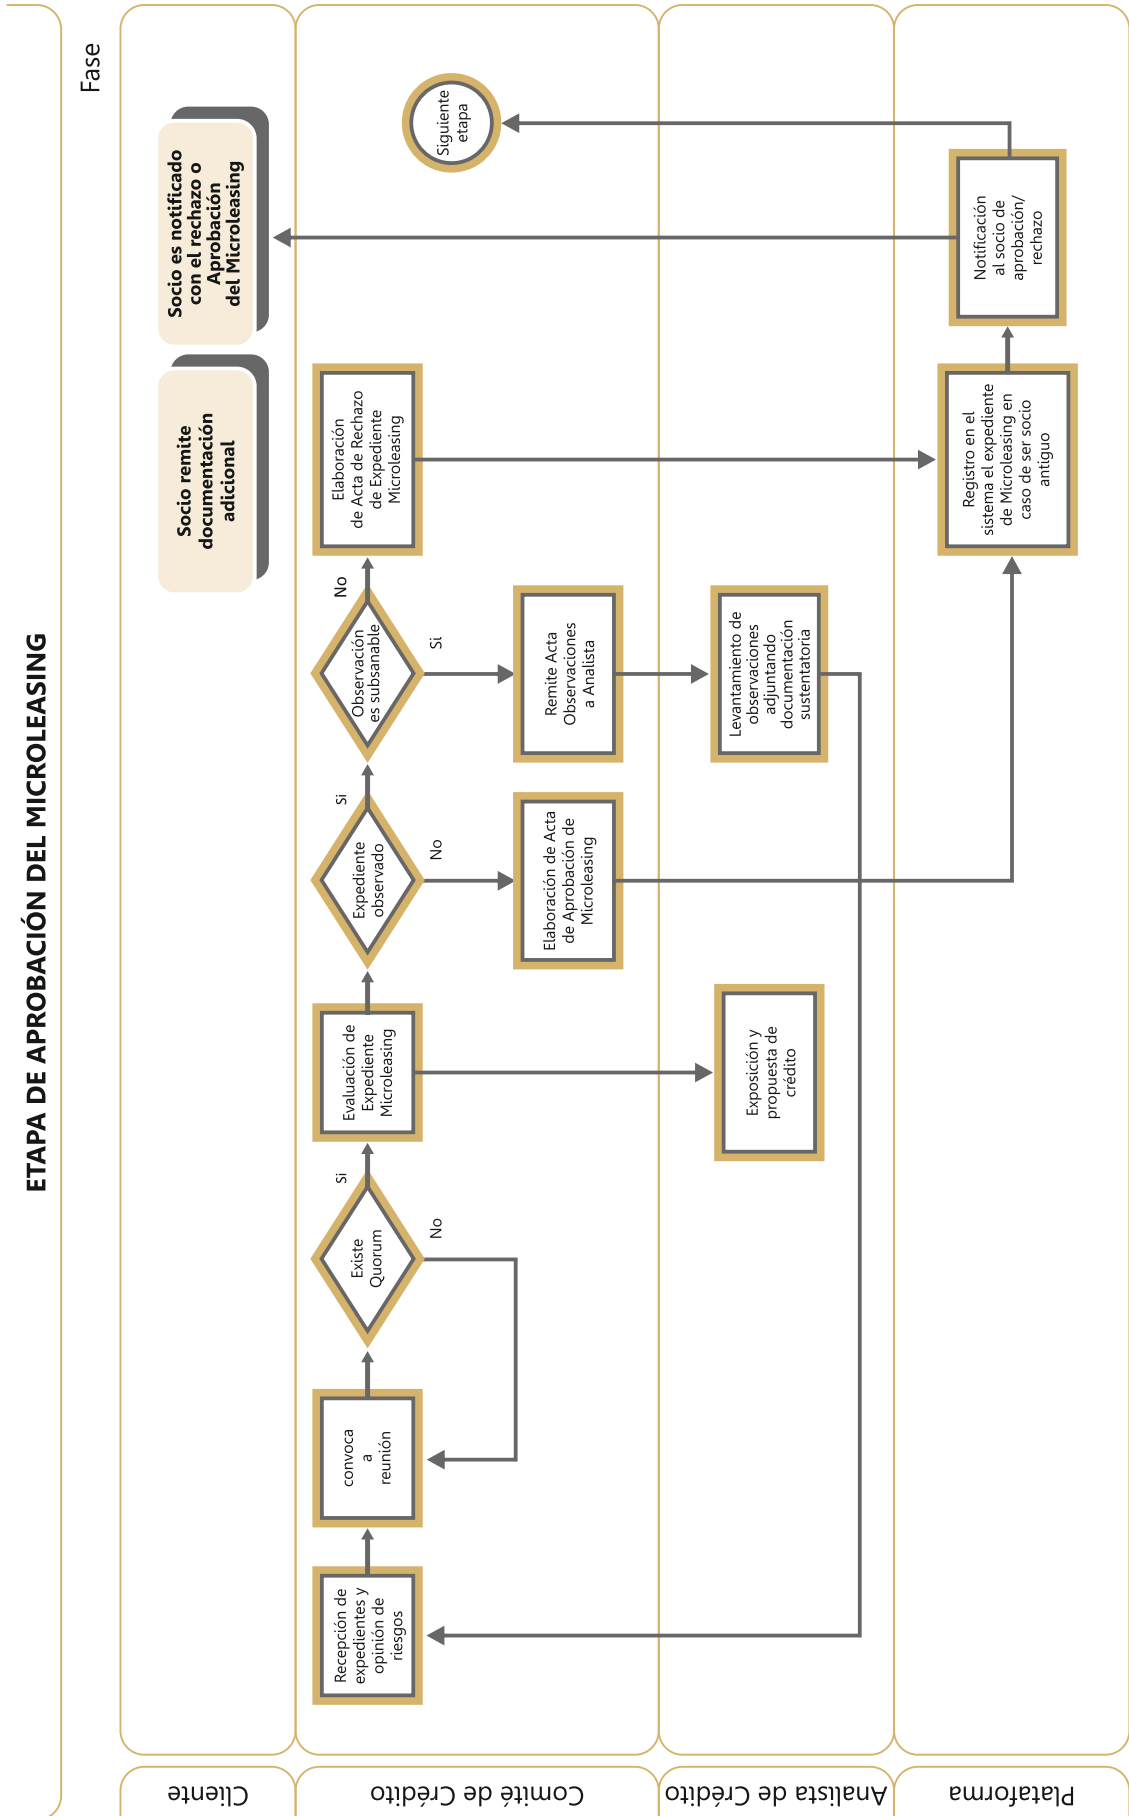 ETAPA DE APROBACIÓN DEL MICROLEASING
Fase
Cliente
Socio remite
documentación
adicional
Socio es notificado
con el rechazo o
Aprobación
del Microleasing
Comité de Crédito
Recepción de
expedientes y
opinión de
riesgos
convoca
a
reunión
Existe
Quorum
Si
No
Evaluación de
Expediente
Microleasing
Expediente
observado
Si
No
Observación
es subsanable
No
Si
Elaboración
de Acta de Rechazo
de Expediente
Microleasing
Siguiente
etapa
Elaboración de Acta
de Aprobación de
Microleasing
Remite Acta
Observaciones
a Analista
Analista de Crédito
Exposición y
propuesta de
crédito
Levantamiento de
observaciones
adjuntando
documentación
sustentatoria
Plataforma
Registro en el
sistema el expediente
de Microleasing en
caso de ser socio
antiguo
Notificación
al socio de
aprobación/
rechazo